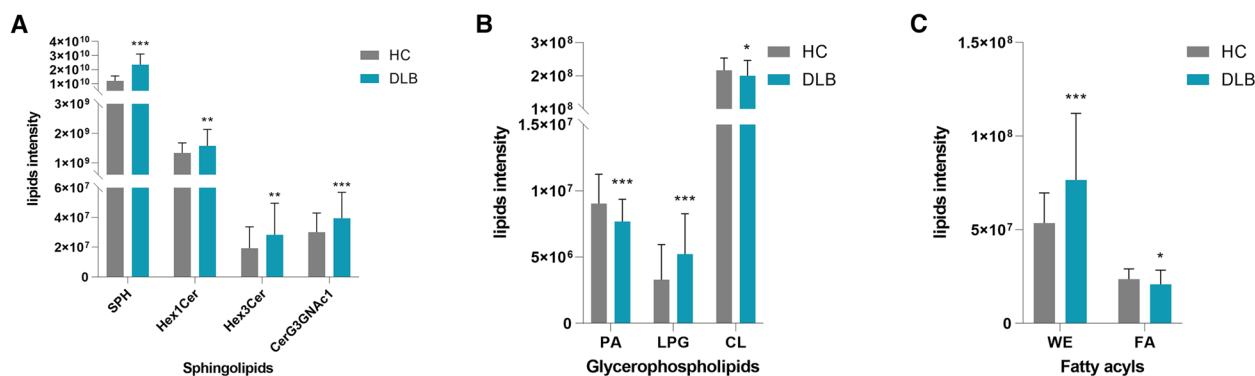 A
lipids intensity
4×10¹⁰
3×10¹⁰
2×10¹⁰
1×10¹⁰
3×10⁹
2×10⁹
1×10⁹
6×10⁷
4×10⁷
2×10⁷
0
***
**
**
***
HC
DLB
SPH
Hex1Cer
Hex3Cer
CerG3GNAc1
Sphingolipids
B
lipids intensity
3×10⁸
2×10⁸
1×10⁸
1.5×10⁷
1×10⁷
5×10⁶
0
***
***
*
HC
DLB
PA
LPG
CL
Glycerophospholipids
C
lipids intensity
1.5×10⁸
1×10⁸
5×10⁷
0
***
*
HC
DLB
WE
FA
Fatty acyls